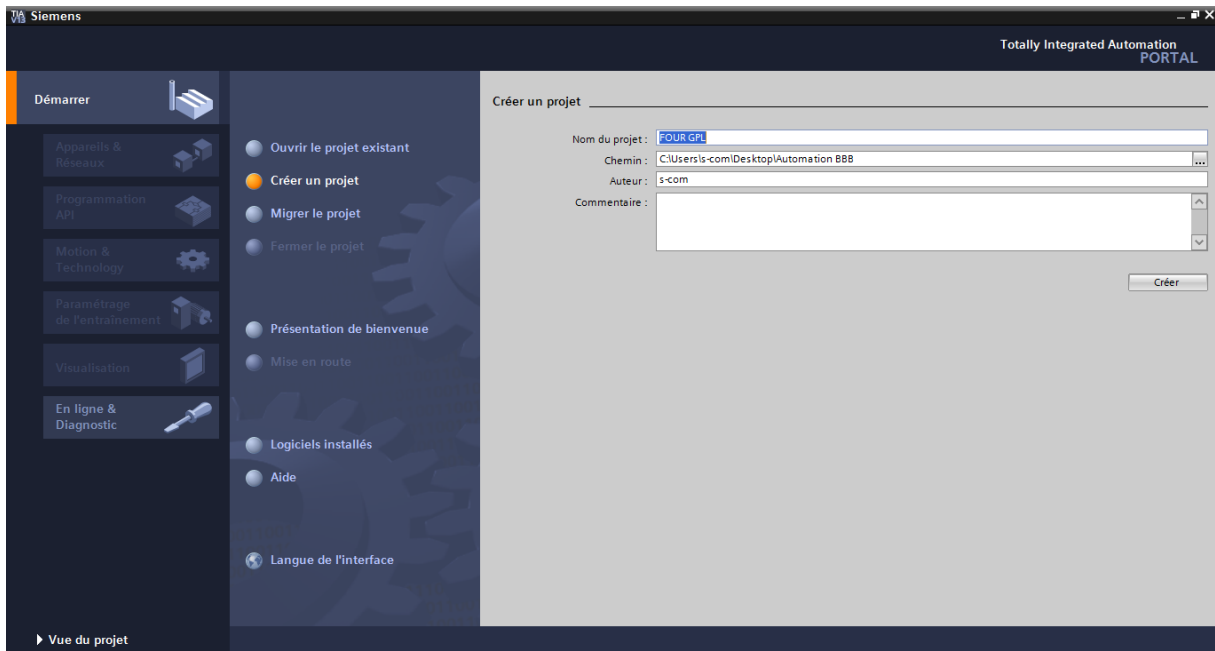 Siemens
Totally Integrated Automation
PORTAL
Démarrer
Appareils &
Réseaux
Programmation
API
Motion &
Technology
Paramétrage
de l'entraînement
Visualisation
En ligne &
Diagnostic
Vue du projet
Ouvrir le projet existant
Créer un projet
Migrer le projet
Fermer le projet
Présentation de bienvenue
Mise en route
Logiciels installés
Aide
Langue de l'interface
Créer un projet
Nom du projet : FOUR GPL
Chemin : C:\Users\s-com\Desktop\Automation BBB ...
Auteur : s-com
Commentaire :
Créer